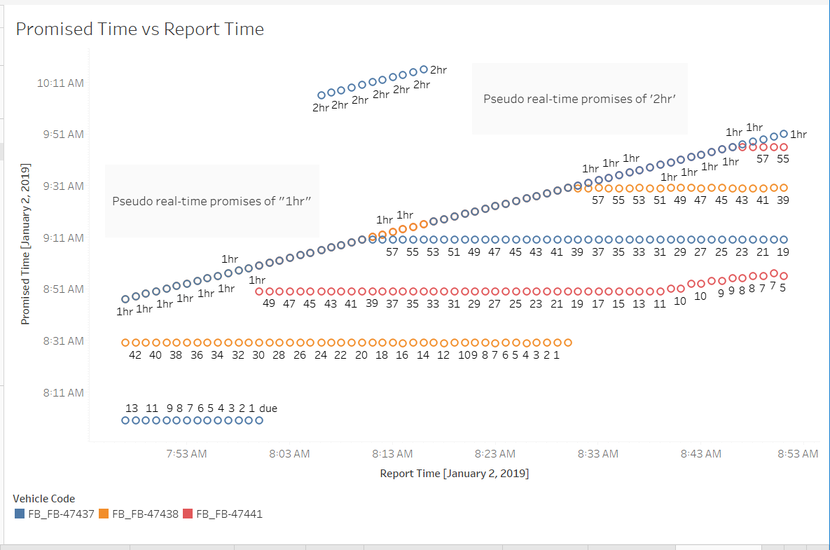 Promised Time vs Report Time
10:11 AM
9:51 AM
9:31 AM
9:11 AM
8:51 AM
8:31 AM
8:11 AM
Promised Time [January 2, 2019]
2hr
2hr 2hr 2hr 2hr 2hr 2hr
Pseudo real-time promises of '2hr'
Pseudo real-time promises of "1hr"
1hr 1hr 1hr
1hr 1hr 1hr
1hr 1hr 1hr 1hr
57 55
57 55 53 51 49 47 45 43 41 39
1hr 1hr
57 55 53 51 49 47 45 43 41 39 37 35 33 31 29 27 25 23 21 19
1hr
1hr 1hr 1hr 1hr 1hr 1hr
1hr
49 47 45 43 41 39 37 35 33 31 29 27 25 23 21 19 17 15 13 11 10 10 9 9 8 8 7 7 5
42 40 38 36 34 32 30 28 26 24 22 20 18 16 14 12 10 9 8 7 6 5 4 3 2 1
13 11 9 8 7 6 5 4 3 2 1 due
7:53 AM 8:03 AM 8:13 AM 8:23 AM 8:33 AM 8:43 AM 8:53 AM
Report Time [January 2, 2019]
Vehicle Code
FB_FB-47437 FB_FB-47438 FB_FB-47441